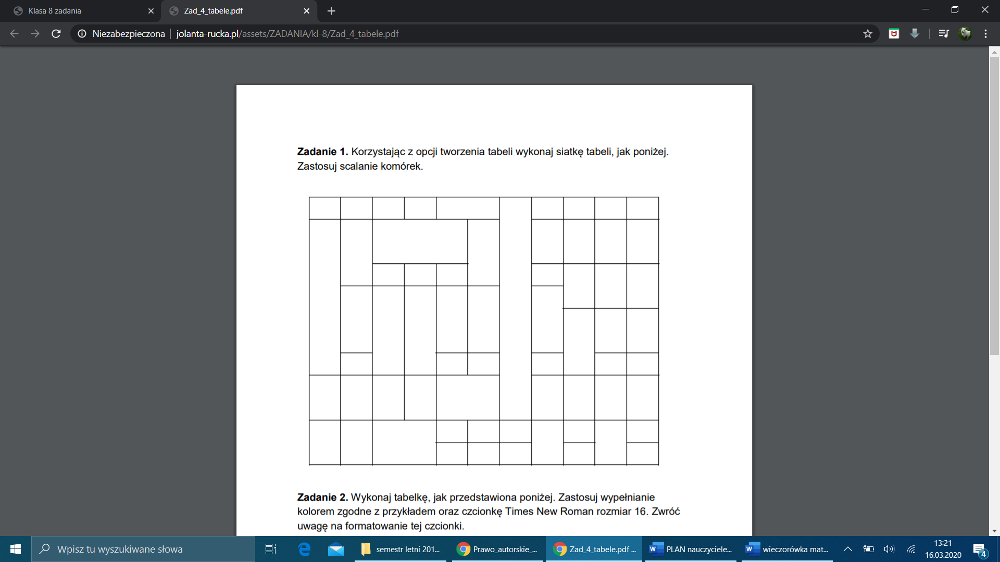 Klasa 8 zadania
Zad_4_tabele.pdf
Niezabezpieczona | jolanta-rucka.pl/assets/ZADANIA/kl-8/Zad_4_tabele.pdf
Zadanie 1. Korzystając z opcji tworzenia tabeli wykonaj siatkę tabeli, jak poniżej.
Zastosuj scalanie komórek.
Zadanie 2. Wykonaj tabelkę, jak przedstawiona poniżej. Zastosuj wypełnianie
kolorem zgodne z przykładem oraz czcionkę Times New Roman rozmiar 16. Zwróć
uwagę na formatowanie tej czcionki.
Wpisz tu wyszukiwane słowa
semestr letni 201...
Prawo_autorskie_...
Zad_4_tabele.pdf ...
PLAN nauczyciele...
wieczorówka mat...
13:21
16.03.2020
4